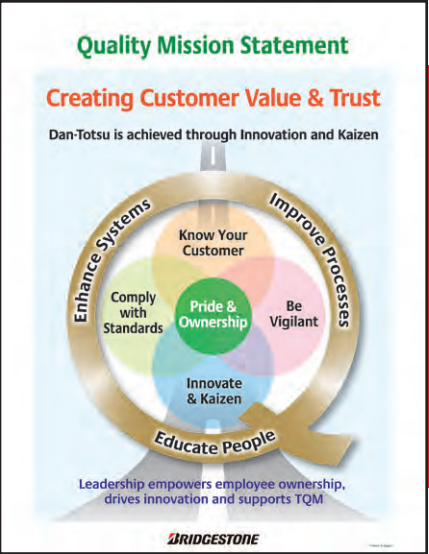 Quality Mission Statement
Creating Customer Value & Trust
Dan-Totsu is achieved through Innovation and Kaizen
Enhance Systems
Improve Processes
Know Your
Customer
Comply
with
Standards
Pride &
Ownership
Be
Vigilant
Innovate
& Kaizen
Educate People
Leadership empowers employee ownership,
drives innovation and supports TQM
BRIDGESTONE